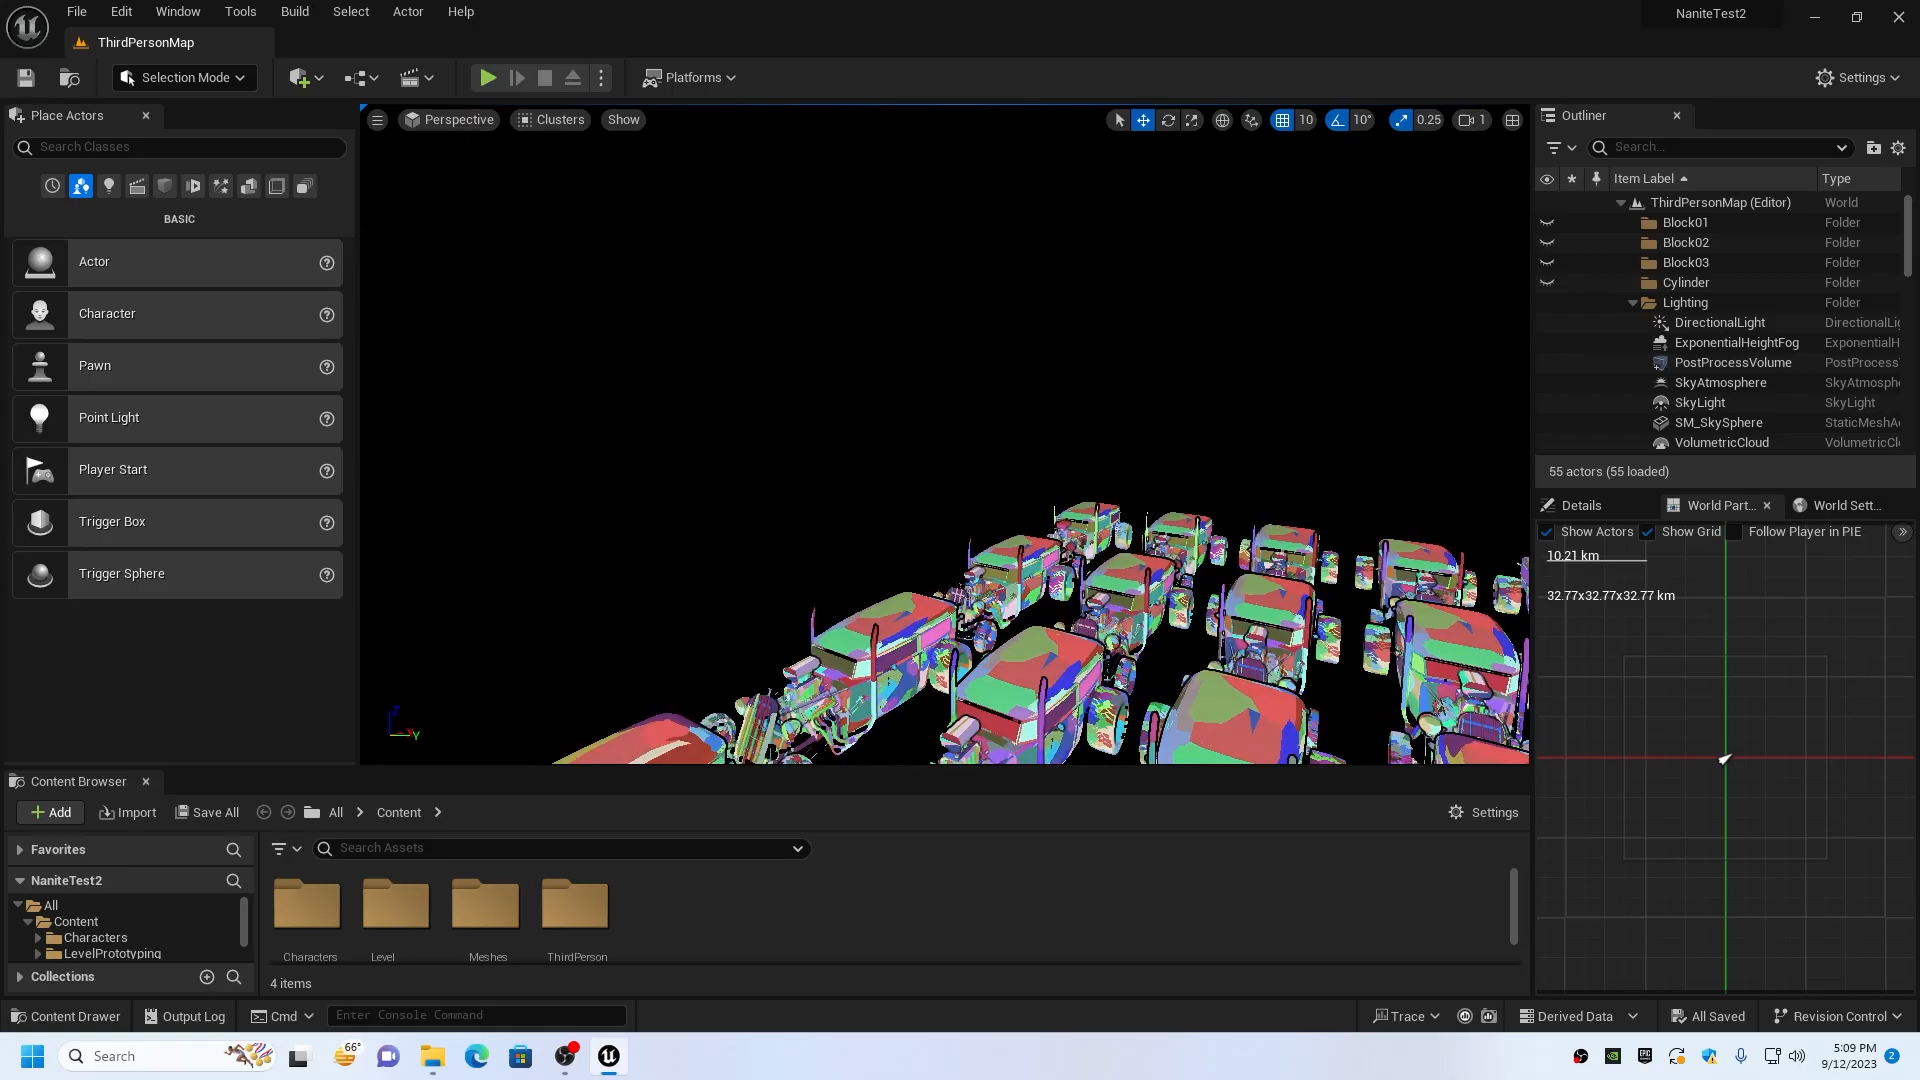 File Edit Window Tools Build Select Actor Help
NaniteTest2
ThirdPersonMap
Selection Mode
Platforms
Settings
Place Actors
Search Classes
BASIC
Actor
Character
Pawn
Point Light
Player Start
Trigger Box
Trigger Sphere
Perspective Clusters Show
10 10° 0.25 1
Z
Y
Outliner
Search...
Item Label Type
ThirdPersonMap (Editor) World
Block01 Folder
Block02 Folder
Block03 Folder
Cylinder Folder
Lighting Folder
DirectionalLight DirectionalLi
ExponentialHeightFog ExponentialH
PostProcessVolume PostProcess
SkyAtmosphere SkyAtmosph
SkyLight SkyLight
SM_SkySphere StaticMeshA
VolumetricCloud VolumetricCl
55 actors (55 loaded)
Details World Part... World Sett...
Show Actors Show Grid Follow Player in PIE
10.21 km
32.77x32.77x32.77 km
Content Browser
Add Import Save All All Content Settings
Favorites
NaniteTest2
All
Content
Characters
LevelPrototyping
Collections
Search Assets
Characters Level Meshes ThirdPerson
4 items
Content Drawer Output Log Cmd Enter Console Command Trace Derived Data All Saved Revision Control
Search
66°
5:09 PM
9/12/2023
2